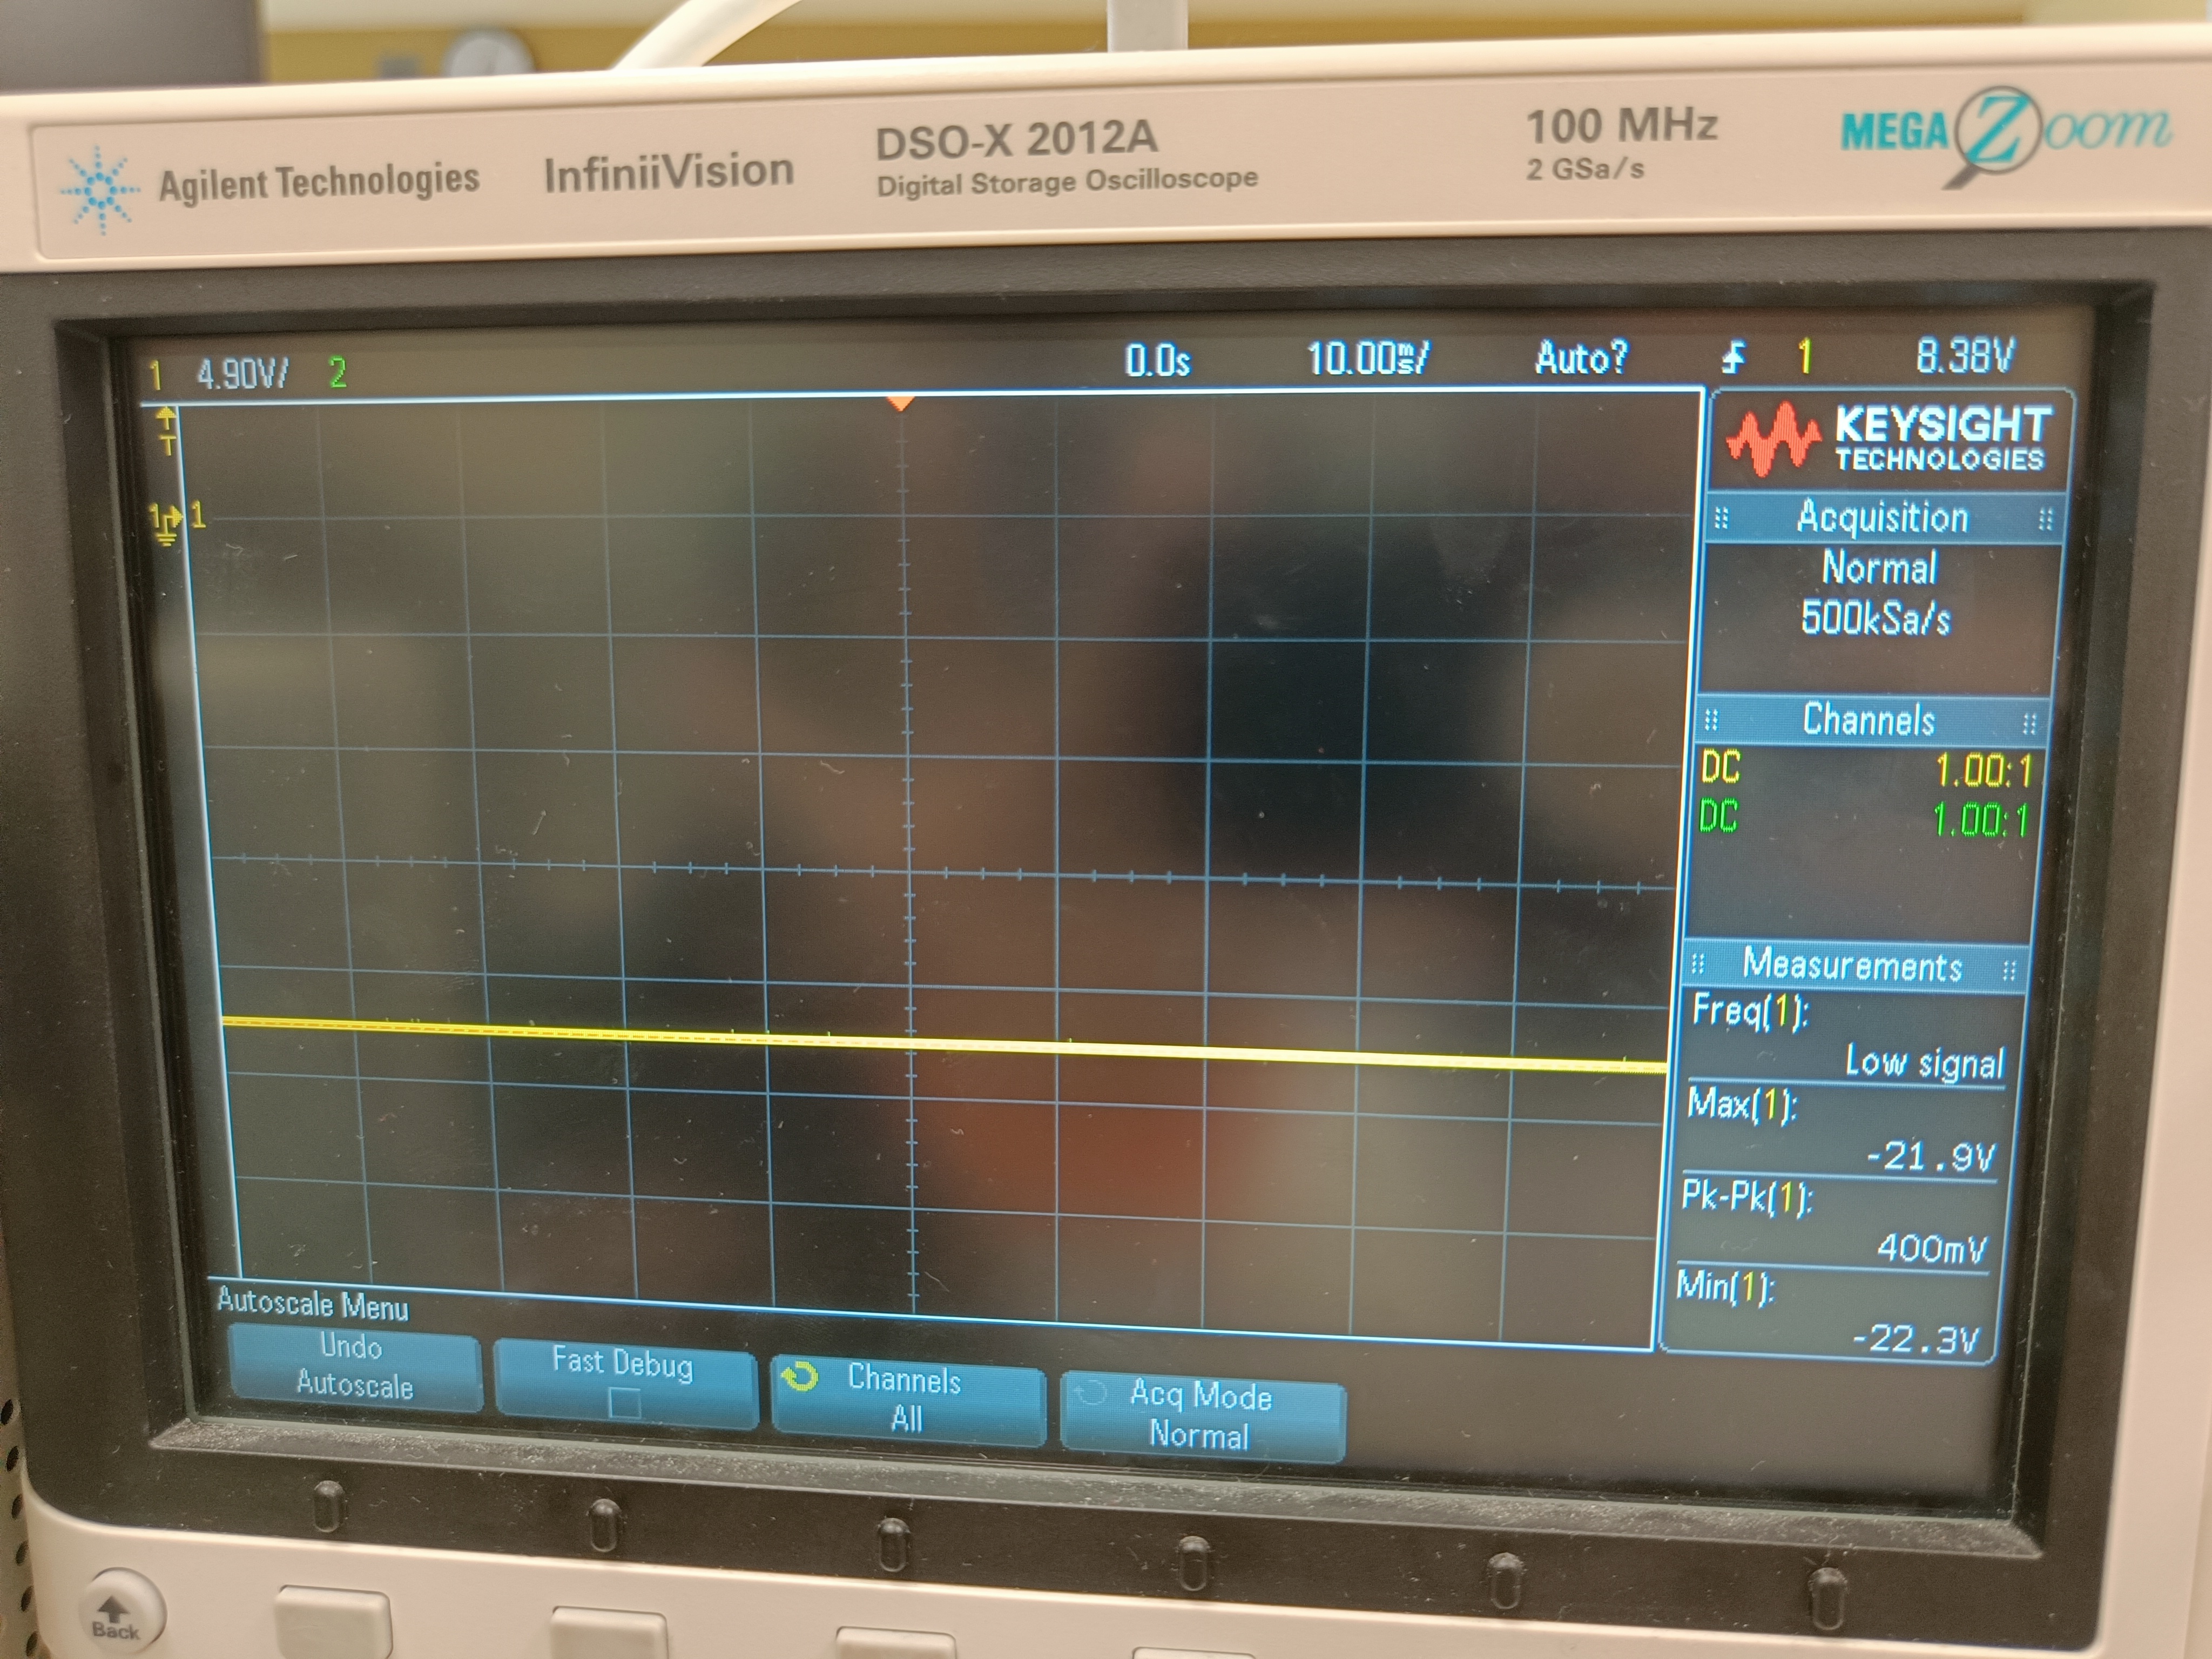 Agilent Technologies InfiniiVision DSO-X 2012A 100 MHz MEGA Zoom
Digital Storage Oscilloscope 2 GSa/s
1 4.90V/ 2 0.0s 10.00ms/ Auto? 1 8.38V
T
1 1
KEYSIGHT
TECHNOLOGIES
Acquisition
Normal
500kSa/s
Channels
DC 1.00:1
DC 1.00:1
Measurements
Freq(1):
Low signal
Max(1):
-21.9V
Pk-Pk(1):
400mV
Min(1):
-22.3V
Autoscale Menu
Undo
Autoscale
Fast Debug
Channels
All
Acq Mode
Normal
Back